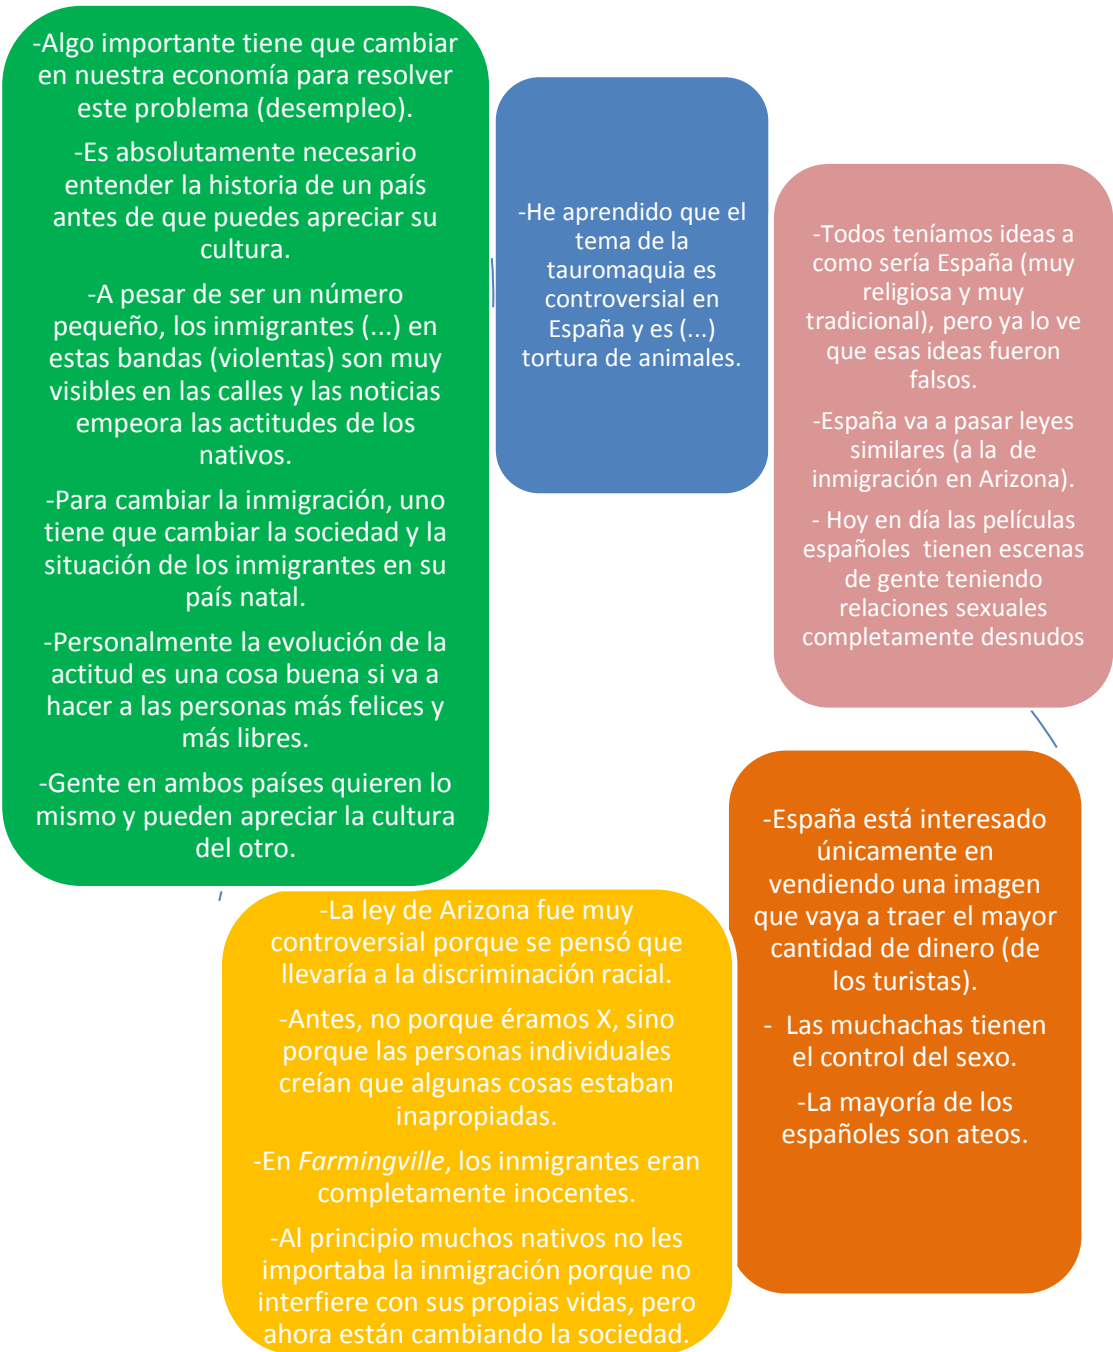 -Algo importante tiene que cambiar
en nuestra economía para resolver
este problema (desempleo).
-Es absolutamente necesario
entender la historia de un país
antes de que puedes apreciar su
cultura.
-A pesar de ser un número
pequeño, los inmigrantes (...) en
estas bandas (violentas) son muy
visibles en las calles y las noticias
empeora las actitudes de los
nativos.
-Para cambiar la inmigración, uno
tiene que cambiar la sociedad y la
situación de los inmigrantes en su
país natal.
-Personalmente la evolución de la
actitud es una cosa buena si va a
hacer a las personas más felices y
más libres.
-Gente en ambos países quieren lo
mismo y pueden apreciar la cultura
del otro.
-He aprendido que el
tema de la
tauromaquia es
controversial en
España y es (...)
tortura de animales.
-Todos teníamos ideas a
como sería España (muy
religiosa y muy
tradicional), pero ya lo ve
que esas ideas fueron
falsos.
-España va a pasar leyes
similares (a la  de
inmigración en Arizona).
- Hoy en día las películas
españoles  tienen escenas
de gente teniendo
relaciones sexuales
completamente desnudos
-España está interesado
únicamente en
vendiendo una imagen
que vaya a traer el mayor
cantidad de dinero (de
los turistas).
-  Las muchachas tienen
el control del sexo.
-La mayoría de los
españoles son ateos.
-La ley de Arizona fue muy
controversial porque se pensó que
llevaría a la discriminación racial.
-Antes, no porque éramos X, sino
porque las personas individuales
creían que algunas cosas estaban
inapropiadas.
-En Farmingville, los inmigrantes eran
completamente inocentes.
-Al principio muchos nativos no les
importaba la inmigración porque no
interfiere con sus propias vidas, pero
ahora están cambiando la sociedad.